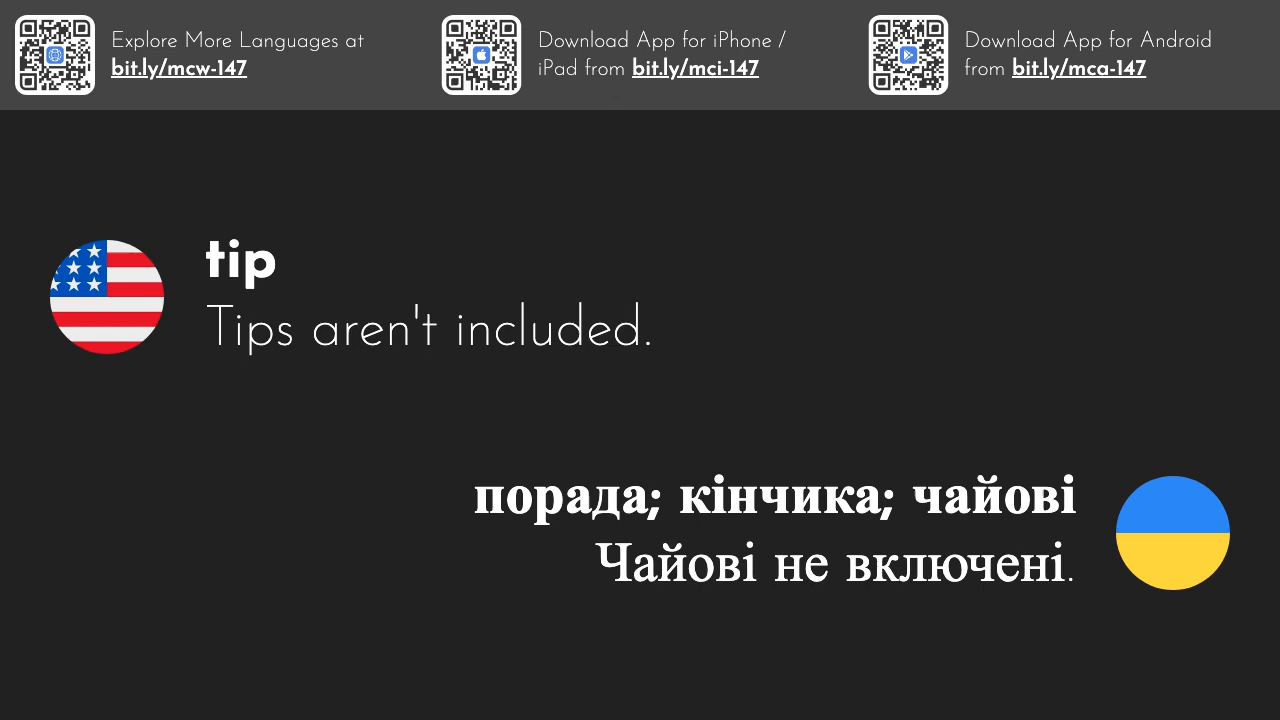 Explore More Languages at
bit.ly/mcw-147
Download App for iPhone /
iPad from bit.ly/mci-147
Download App for Android
from bit.ly/mca-147
tip
Tips aren't included.
порада; кінчика; чайові
Чайові не включені.